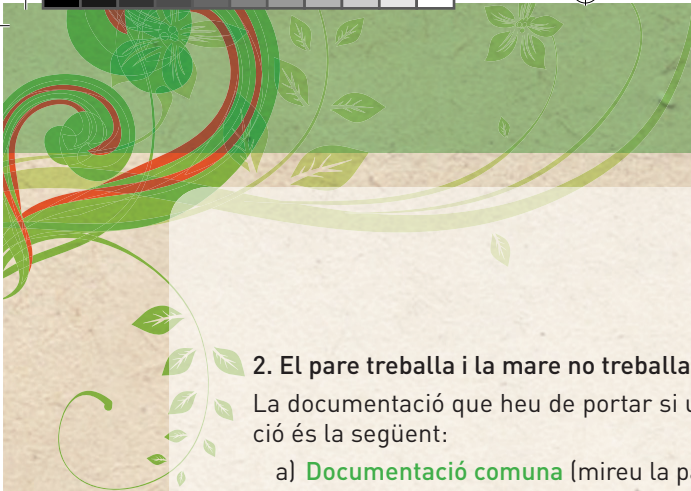 2. El pare treballa i la mare no treballa
La documentació que heu de portar si
ció és la següent:
a) Documentació comuna (mireu la